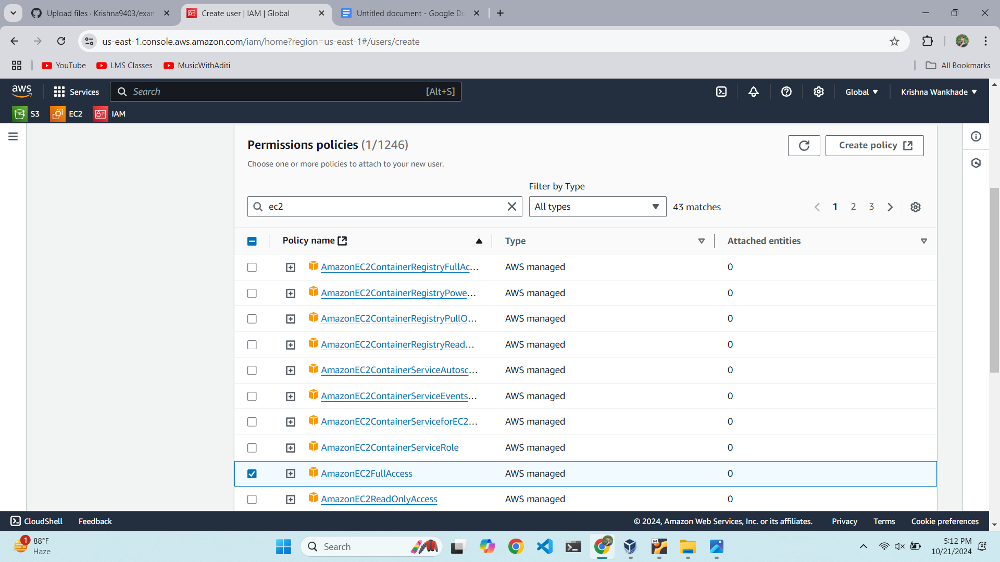 Upload files · Krishna9403/exam
Create user | IAM | Global
Untitled document - Google Do
us-east-1.console.aws.amazon.com/iam/home?region=us-east-1#/users/create
YouTube
LMS Classes
MusicWithAditi
All Bookmarks
aws
Services
Search
[Alt+S]
Global
Krishna Wankhade
S3
EC2
IAM
Permissions policies (1/1246)
Create policy
Choose one or more policies to attach to your new user.
Filter by Type
ec2
All types
43 matches
1 2 3
Policy name
Type
Attached entities
AmazonEC2ContainerRegistryFullAc... AWS managed 0
AmazonEC2ContainerRegistryPowe... AWS managed 0
AmazonEC2ContainerRegistryPullO... AWS managed 0
AmazonEC2ContainerRegistryRead... AWS managed 0
AmazonEC2ContainerServiceAutosc... AWS managed 0
AmazonEC2ContainerServiceEvents... AWS managed 0
AmazonEC2ContainerServiceforEC2... AWS managed 0
AmazonEC2ContainerServiceRole AWS managed 0
AmazonEC2FullAccess AWS managed 0
AmazonEC2ReadOnlyAccess AWS managed 0
CloudShell
Feedback
© 2024, Amazon Web Services, Inc. or its affiliates.
Privacy
Terms
Cookie preferences
1
88°F
Haze
Search
64
5:12 PM
10/21/2024